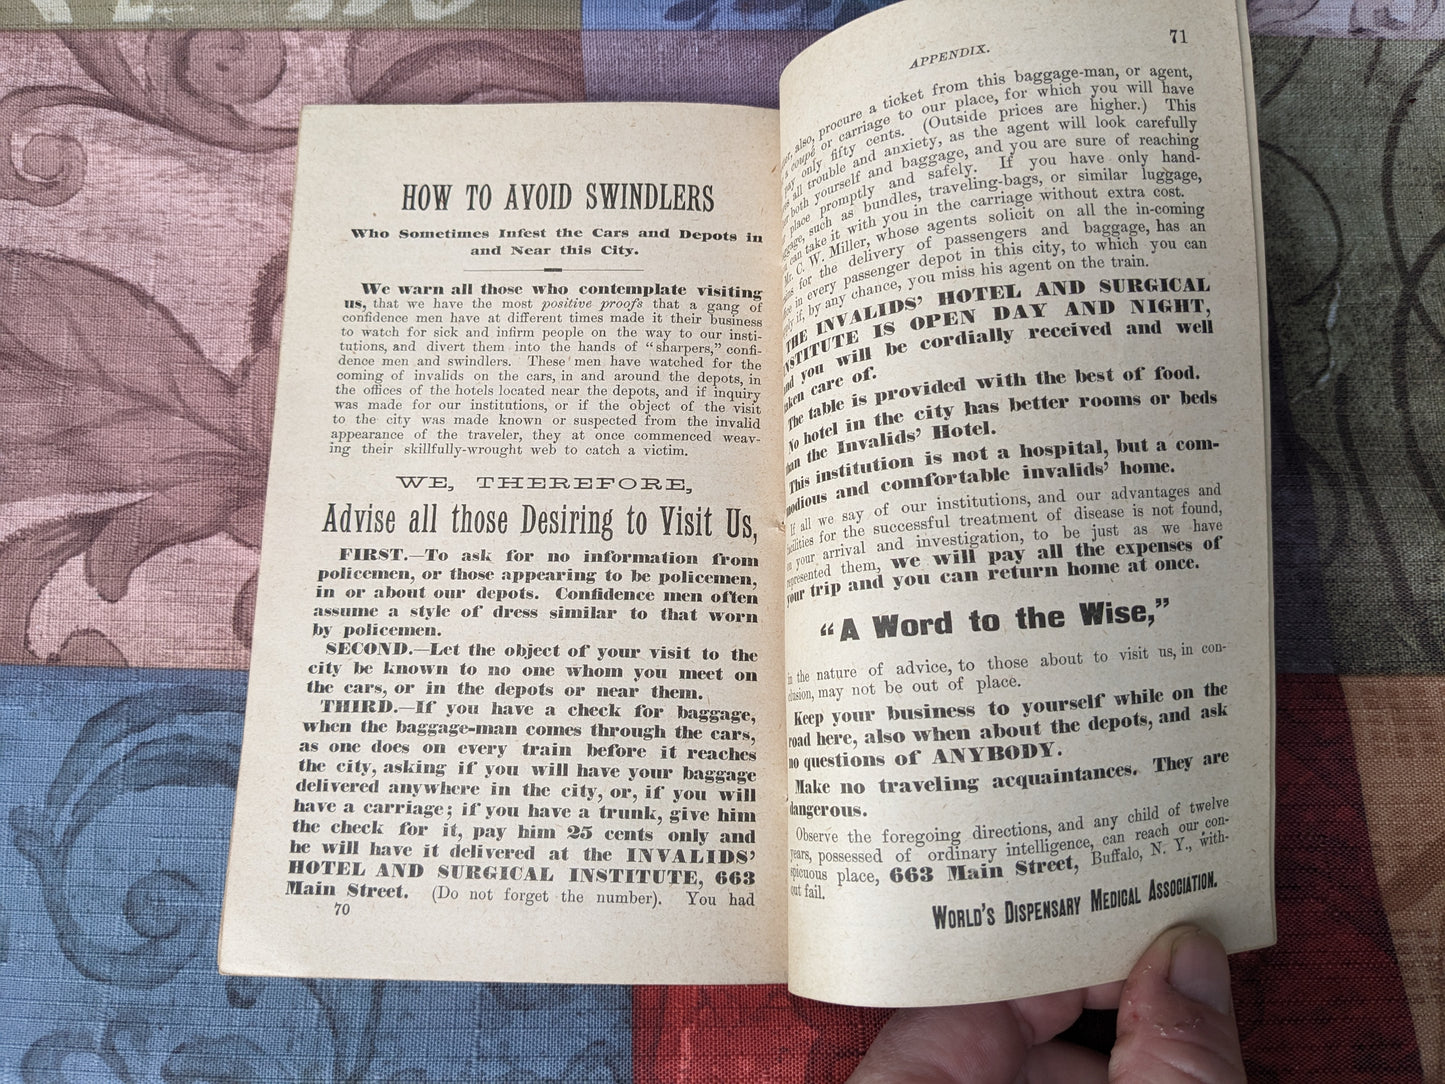 HOW TO AVOID SWINDLERS
Who Sometimes Infest the Cars and Depots in
and Near this City.
We warn all those who contemplate visiting
us, that we have the most positive proofs that a gang of
confidence men have at different times made it their business
to watch for sick and infirm people on the way to our insti-
tutions, and divert them into the hands of "sharpers," confi-
dence men and swindlers. These men have watched for the
coming of invalids on the cars, in and around the depots, in
the offices of the hotels located near the depots, and if inquiry
was made for our institutions, or if the object of the visit
to the city was made known or suspected from the invalid
appearance of the traveler, they at once commenced weav-
ing their skillfully-wrought web to catch a victim.
WE, THEREFORE,
Advise all those Desiring to Visit Us,
FIRST.—To ask for no information from
policemen, or those appearing to be policemen,
in or about our depots. Confidence men often
assume a style of dress similar to that worn
by policemen.
SECOND.—Let the object of your visit to the
city be known to no one whom you meet on
the cars, or in the depots or near them.
THIRD.—If you have a check for baggage,
when the baggage-man comes through the cars,
as one does on every train before it reaches
the city, asking if you will have your baggage
delivered anywhere in the city, or, if you will
have a carriage; if you have a trunk, give him
the check for it, pay him 25 cents only and
he will have it delivered at the INVALIDS'
HOTEL AND SURGICAL INSTITUTE, 663
Main Street. (Do not forget the number). You had
70
APPENDIX. 71
also, procure a ticket from this baggage-man, or agent,
a coupé or carriage to our place, for which you will have
pay only fifty cents. (Outside prices are higher.) This
all trouble and anxiety, as the agent will look carefully
both yourself and baggage, and you are sure of reaching
place promptly and safely. If you have only hand-
such as bundles, traveling-bags, or similar luggage,
can take it with you in the carriage without extra cost.
Mr. C. W. Miller, whose agents solicit on all the in-coming
for the delivery of passengers and baggage, has an
in every passenger depot in this city, to which you can
if, by any chance, you miss his agent on the train.
THE INVALIDS' HOTEL AND SURGICAL
INSTITUTE IS OPEN DAY AND NIGHT,
and you will be cordially received and well
taken care of.
The table is provided with the best of food.
No hotel in the city has better rooms or beds
than the Invalids' Hotel.
This institution is not a hospital, but a com-
modious and comfortable invalids' home.
If all we say of our institutions, and our advantages and
facilities for the successful treatment of disease is not found,
on your arrival and investigation, to be just as we have
represented them, we will pay all the expenses of
your trip and you can return home at once.
"A Word to the Wise,"
in the nature of advice, to those about to visit us, in con-
clusion, may not be out of place.
Keep your business to yourself while on the
road here, also when about the depots, and ask
no questions of ANYBODY.
Make no traveling acquaintances. They are
dangerous.
Observe the foregoing directions, and any child of twelve
years, possessed of ordinary intelligence, can reach our con-
spicuous place, 663 Main Street, Buffalo, N. Y., with-
out fail.
WORLD'S DISPENSARY MEDICAL ASSOCIATION.